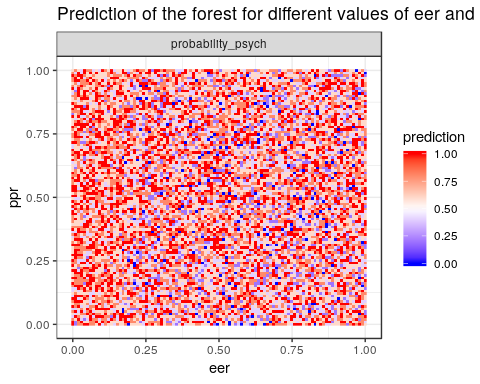 Prediction of the forest for different values of eer and
probability_psych
1.00
0.75
0.50
0.25
0.00
ppr
0.00 0.25 0.50 0.75 1.00
eer
prediction
1.00
0.75
0.50
0.25
0.00